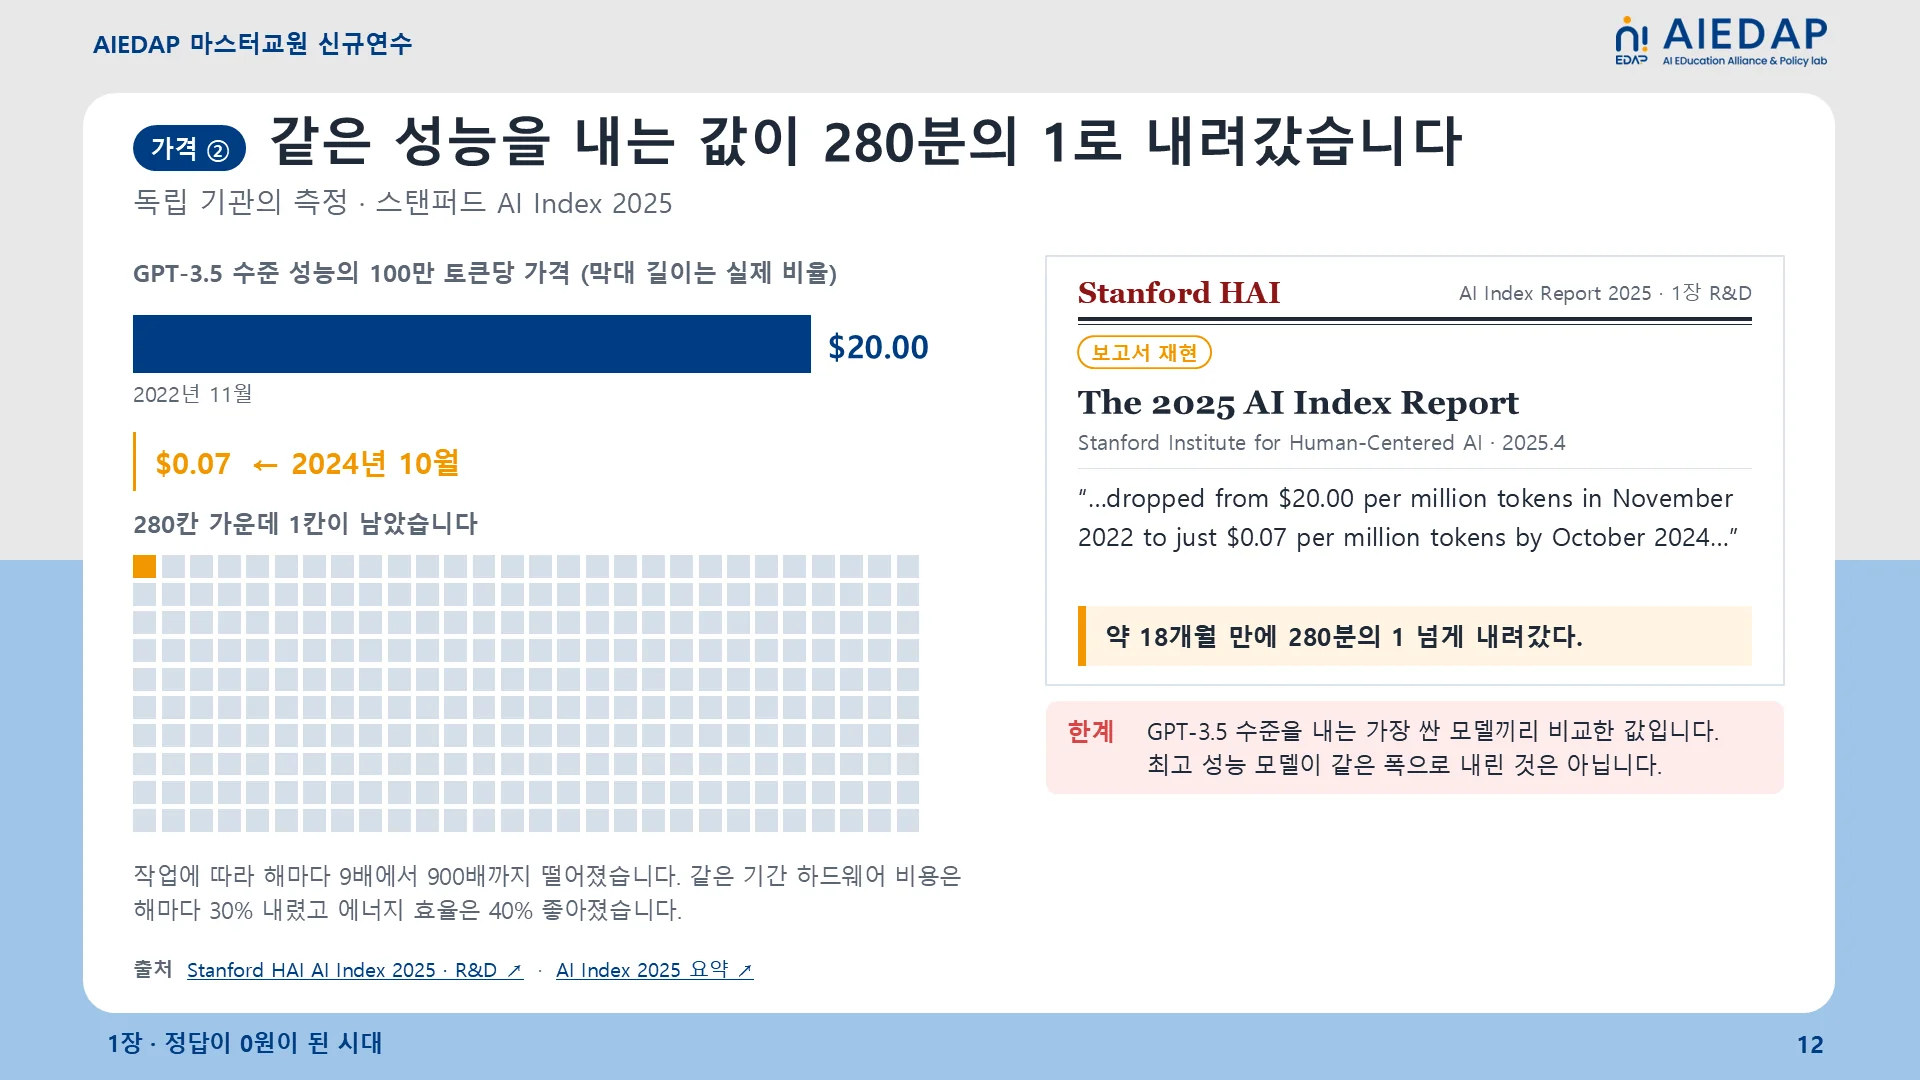 AIEDAP 마스터교원 신규연수
EDAP
AIEDAP
AI EDucation Alliance & Policy lab
가격 ② 같은 성능을 내는 값이 280분의 1로 내려갔습니다
독립 기관의 측정 · 스탠퍼드 AI Index 2025
GPT-3.5 수준 성능의 100만 토큰당 가격 (막대 길이는 실제 비율)
$20.00
2022년 11월
$0.07 ← 2024년 10월
280칸 가운데 1칸이 남았습니다
작업에 따라 해마다 9배에서 900배까지 떨어졌습니다. 같은 기간 하드웨어 비용은
해마다 30% 내렸고 에너지 효율은 40% 좋아졌습니다.
출처 Stanford HAI AI Index 2025 · R&D ↗ · AI Index 2025 요약 ↗
Stanford HAI
AI Index Report 2025 · 1장 R&D
보고서 재현
The 2025 AI Index Report
Stanford Institute for Human-Centered AI · 2025.4
“…dropped from $20.00 per million tokens in November
2022 to just $0.07 per million tokens by October 2024…”
약 18개월 만에 280분의 1 넘게 내려갔다.
한계 GPT-3.5 수준을 내는 가장 싼 모델끼리 비교한 값입니다.
최고 성능 모델이 같은 폭으로 내린 것은 아닙니다.
1장 · 정답이 0원이 된 시대
12